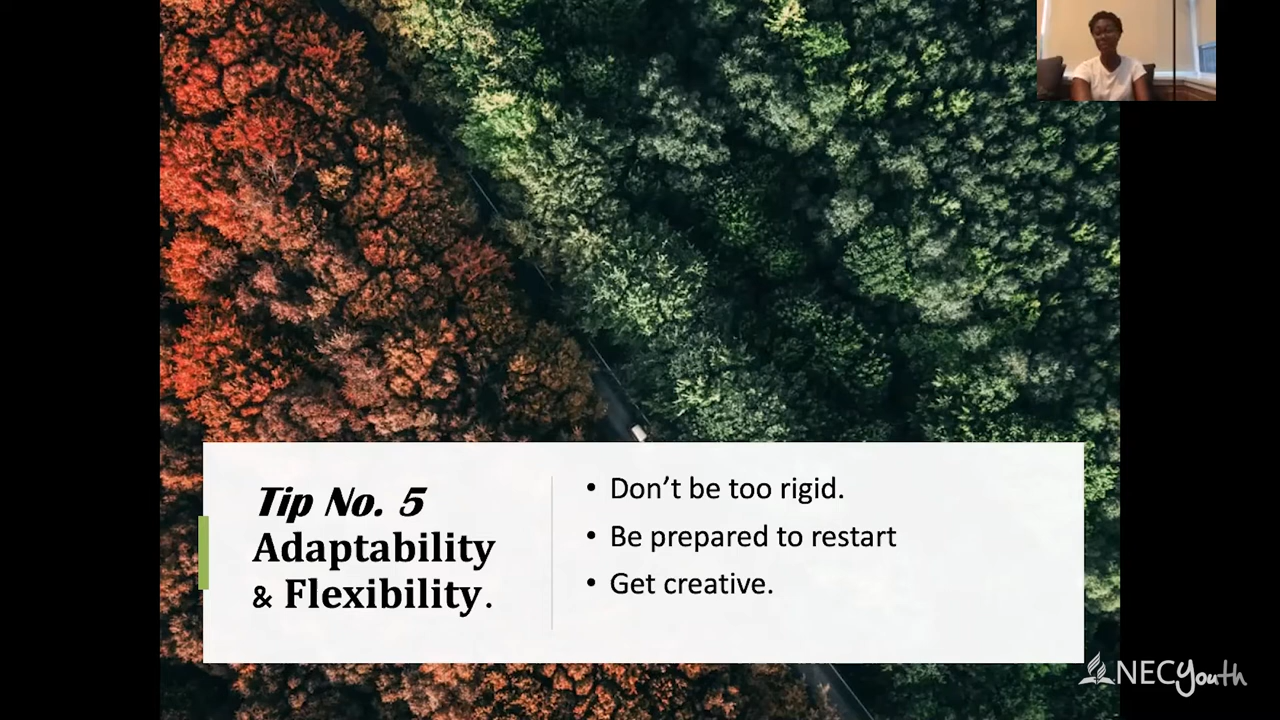 Tip No. 5
Adaptability
& Flexibility.
• Don’t be too rigid.
• Be prepared to restart
• Get creative.
NECYouth